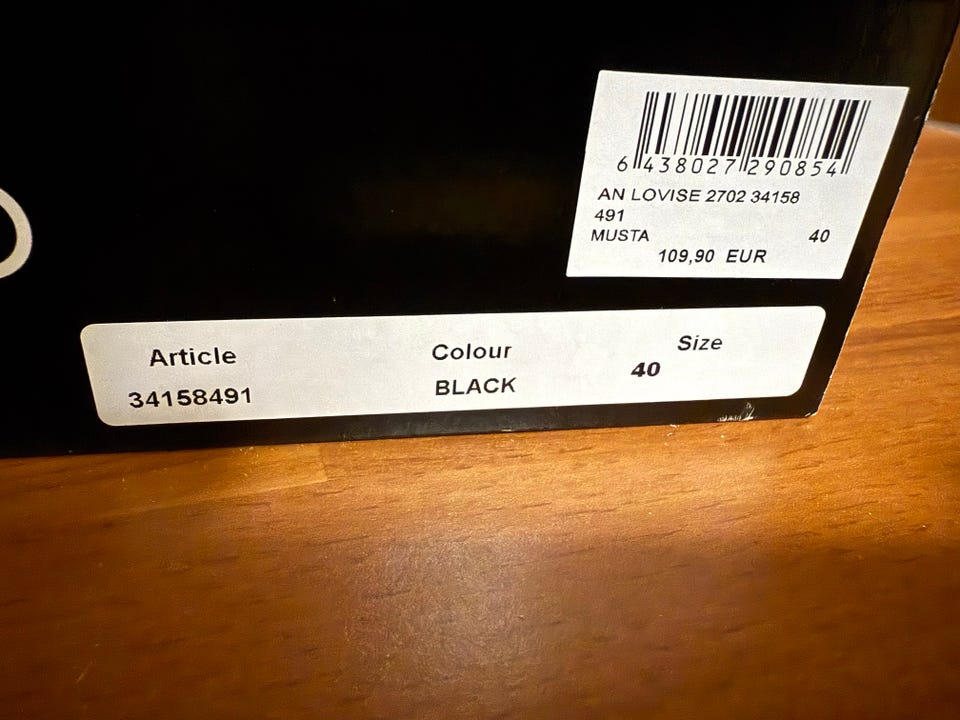 6 438027 290854
AN LOVISE 2702 34158
491
MUSTA 40
109,90 EUR
Article Colour Size
34158491 BLACK 40